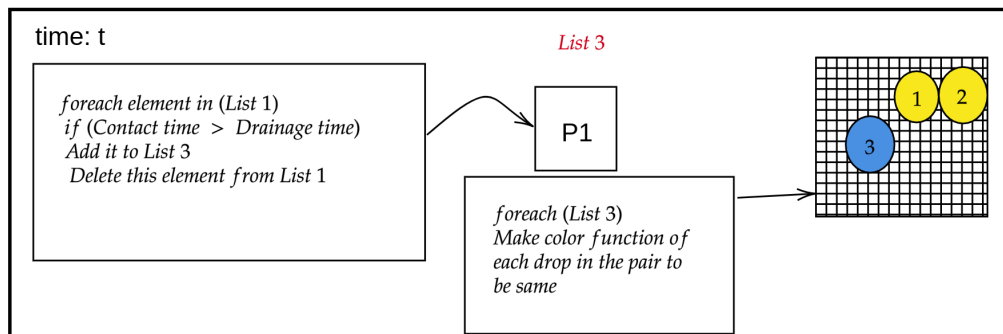 time: t
List 3
foreach element in (List 1)
if (Contact time > Drainage time)
Add it to List 3
Delete this element from List 1
P1
foreach (List 3)
Make color function of
each drop in the pair to
be same
1
2
3